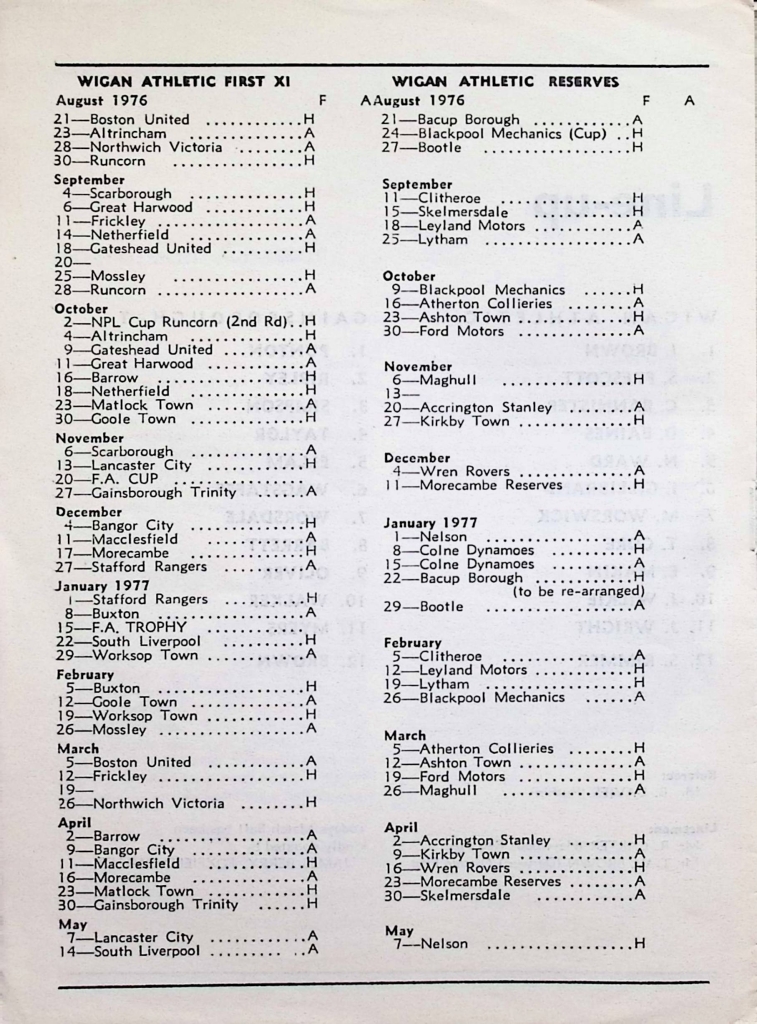 WIGAN ATHLETIC FIRST XI
August 1976 F A
21—Boston United ............H
23—Altrincham ..............A
28—Northwich Victoria .........A
30—Runcorn ................H
September
4—Scarborough ..............H
6—Great Harwood ............H
11—Frickley ..................A
14—Netherfield ..............A
18—Gateshead United ..........H
20—
25—Mossley ................H
28—Runcorn ................A
October
2—NPL Cup Runcorn (2nd Rd)..H
4—Altrincham ..............H
9—Gateshead United ..........A
11—Great Harwood ............A
16—Barrow ..................H
18—Netherfield ..............H
23—Matlock Town ............A
30—Goole Town ..............H
November
6—Scarborough ..............A
13—Lancaster City ............H
20—F.A. CUP ................
27—Gainsborough Trinity ........A
December
4—Bangor City ..............H
11—Macclesfield ..............A
17—Morecambe ..............H
27—Stafford Rangers ..........A
January 1977
1—Stafford Rangers ..........H
8—Buxton ..................A
15—F.A. TROPHY ............
22—South Liverpool ..........H
29—Worksop Town ............A
February
5—Buxton ..................H
12—Goole Town ..............A
19—Worksop Town ............H
26—Mossley ..................A
March
5—Boston United ............A
12—Frickley ..................H
19—
26—Northwich Victoria ........H
April
2—Barrow ..................A
9—Bangor City ..............A
11—Macclesfield ..............H
16—Morecambe ..............A
23—Matlock Town ............H
30—Gainsborough Trinity ......H
May
7—Lancaster City ............A
14—South Liverpool ............A
WIGAN ATHLETIC RESERVES
August 1976 F A
21—Bacup Borough ............A
24—Blackpool Mechanics (Cup) ..H
27—Bootle ..................H
September
11—Clitheroe ................H
15—Skelmersdale ..............H
18—Leyland Motors ............A
25—Lytham ..................A
October
9—Blackpool Mechanics ......H
16—Atherton Collieries ........A
23—Ashton Town ..............H
30—Ford Motors ..............A
November
6—Maghull ................H
13—
20—Accrington Stanley ........A
27—Kirkby Town ..............H
December
4—Wren Rovers ..............A
11—Morecambe Reserves ........H
January 1977
1—Nelson ..................A
8—Colne Dynamoes ..........H
15—Colne Dynamoes ..........A
22—Bacup Borough ............H
(to be re-arranged)
29—Bootle ..................A
February
5—Clitheroe ................A
12—Leyland Motors ............H
19—Lytham ..................H
26—Blackpool Mechanics ......A
March
5—Atherton Collieries ........H
12—Ashton Town ..............A
19—Ford Motors ..............H
26—Maghull ..................A
April
2—Accrington Stanley ........H
9—Kirkby Town ..............A
16—Wren Rovers ..............H
23—Morecambe Reserves ........A
30—Skelmersdale ............A
May
7—Nelson ..................H